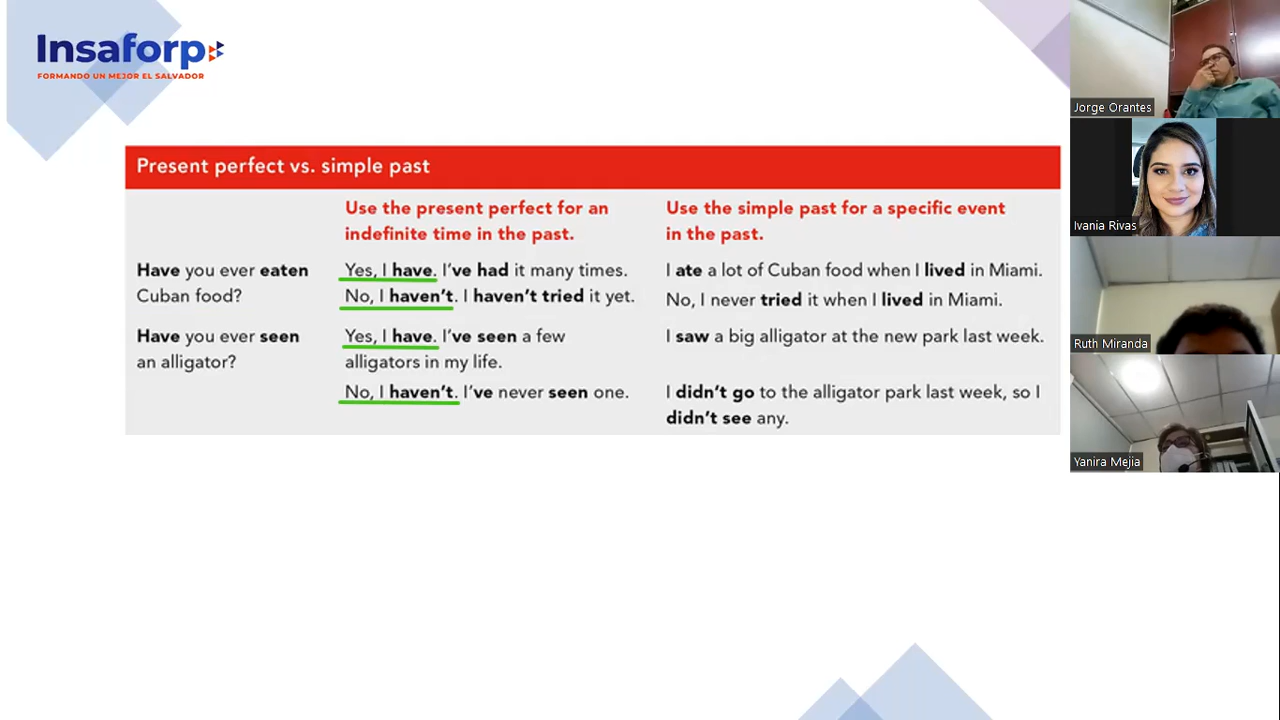 Insaforp
FORMANDO UN MEJOR EL SALVADOR
Present perfect vs. simple past
Use the present perfect for an
indefinite time in the past.
Use the simple past for a specific event
in the past.
Have you ever eaten
Cuban food?
Yes, I have. I've had it many times.
No, I haven't. I haven't tried it yet.
I ate a lot of Cuban food when I lived in Miami.
No, I never tried it when I lived in Miami.
Have you ever seen
an alligator?
Yes, I have. I've seen a few
alligators in my life.
No, I haven't. I've never seen one.
I saw a big alligator at the new park last week.
I didn't go to the alligator park last week, so I
didn't see any.
Jorge Orantes
Ivania Rivas
Ruth Miranda
Yanira Mejia